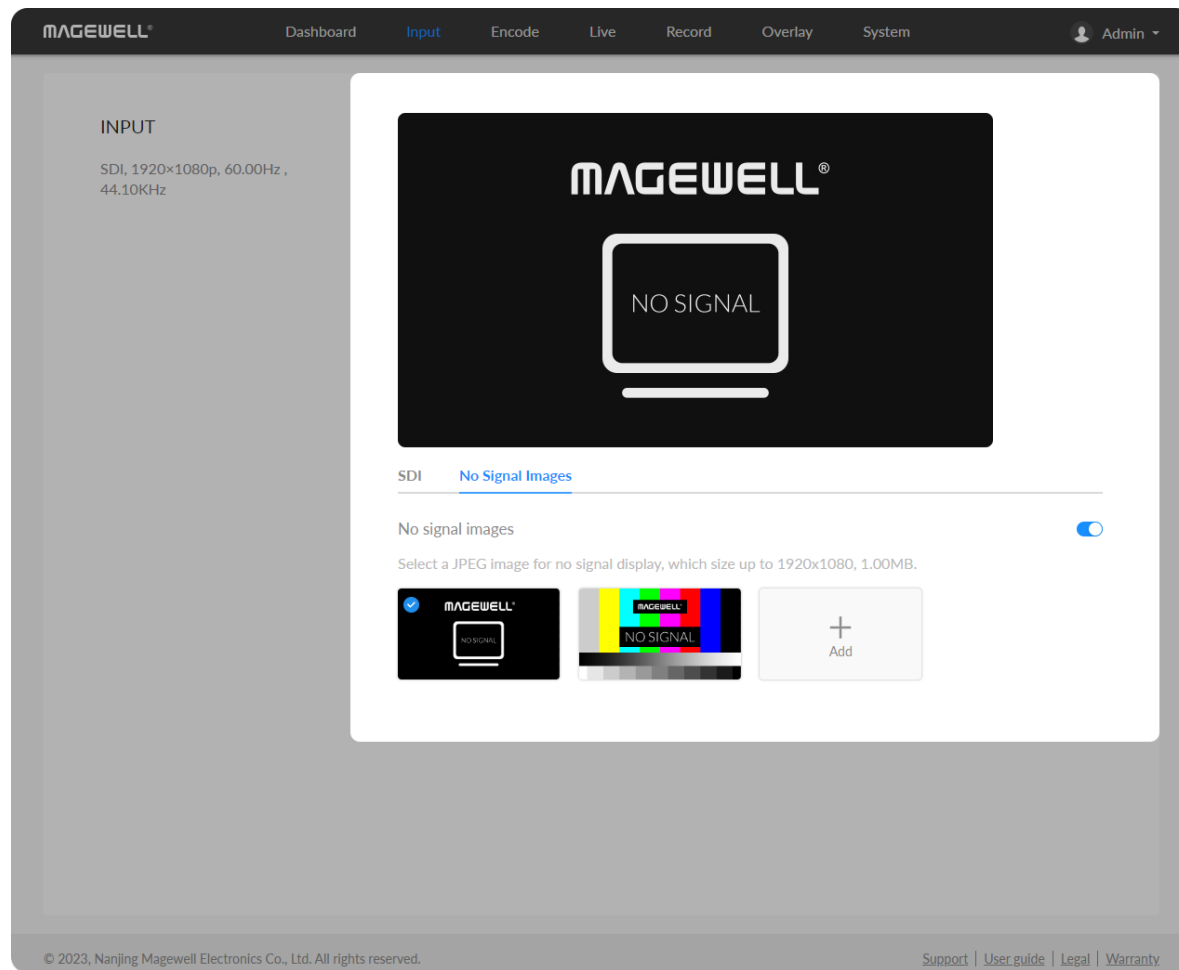 MAGEWELL®
Dashboard Input Encode Live Record Overlay System Admin
INPUT
SDI, 1920×1080p, 60.00Hz ,
44.10KHz
MAGEWELL®
NO SIGNAL
SDI No Signal Images
No signal images
Select a JPEG image for no signal display, which size up to 1920x1080, 1.00MB.
MAGEWELL®
NO SIGNAL
MAGEWELL®
NO SIGNAL
Add
© 2023, Nanjing Magewell Electronics Co., Ltd. All rights reserved.
Support | User guide | Legal | Warranty